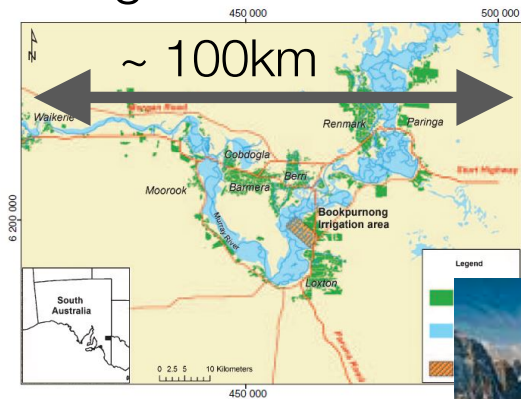 450 000
500 000
N
~ 100km
Waikerie
Renmark
Paringa
Cobdogla
Berri
Sturt Highway
Moorook
Barmera
Bookpurnong
Irrigation area
6 200 000
Murray River
Legend
Loxton
South
Australia
0 2.5 5 10 Kilometers
450 000